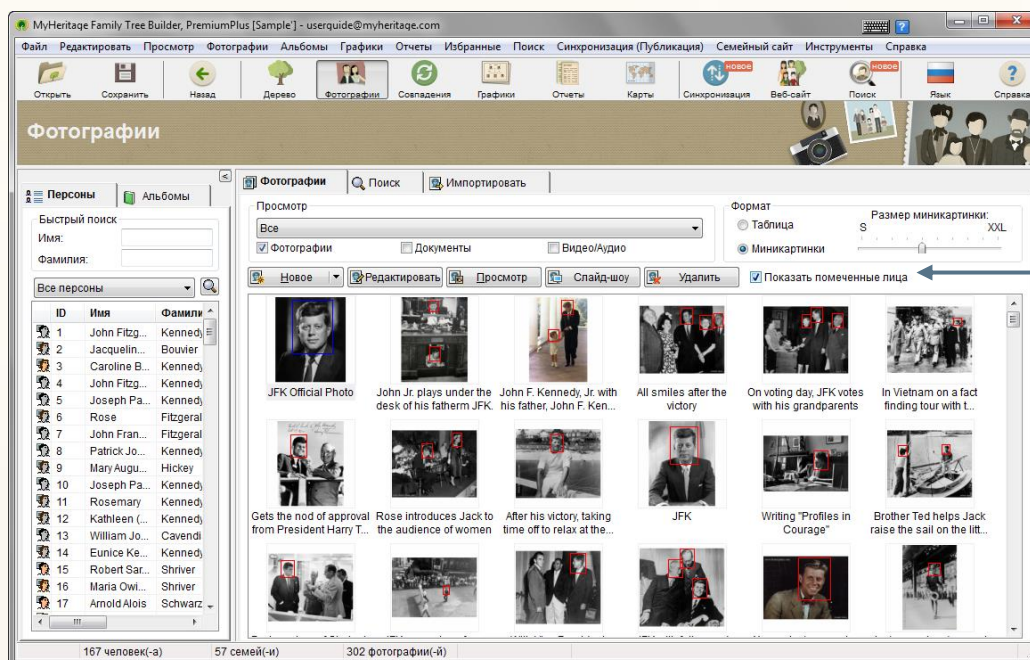 MyHeritage Family Tree Builder, PremiumPlus [Sample'] - userguide@myheritage.com
Файл Редактировать Просмотр Фотографии Альбомы Графики Отчеты Избранные Поиск Синхронизация (Публикация) Семейный сайт Инструменты Справка
НОВОЕ НОВОЕ
Открыть Сохранить Назад Дерево Фотографии Совпадения Графики Отчеты Карты Синхронизация Веб-сайт Поиск Язык Справка
Фотографии
Персоны Альбомы
Быстрый поиск
Имя:
Фамилия:
Все персоны
ID Имя Фамили
1 John Fitzg... Kennedy
2 Jacquelin... Bouvier
3 Caroline B... Kennedy
4 John Fitzg... Kennedy
5 Joseph Pa... Kennedy
6 Rose Fitzgeral
7 John Fran... Fitzgeral
8 Patrick Jo... Kennedy
9 Mary Augu... Hickey
10 Joseph Pa... Kennedy
11 Rosemary Kennedy
12 Kathleen (... Kennedy
13 William Jo... Cavendi
14 Eunice Ke... Kennedy
15 Robert Sar... Shriver
16 Maria Owi... Shriver
17 Arnold Alois Schwarz
Фотографии Поиск Импортировать
Просмотр
Все
Фотографии Документы Видео/Аудио
Формат
Таблица
Миникартинки
Размер миникартинки:
S XXL
Новое Редактировать Просмотр Слайд-шоу Удалить Показать помеченные лица
JFK Official Photo
John Jr. plays under the
desk of his fatherm JFK.
John F. Kennedy, Jr. with
his father, John F. Ken...
All smiles after the
victory
On voting day, JFK votes
with his grandparents
In Vietnam on a fact
finding tour with t...
Gets the nod of approval
from President Harry T...
Rose introduces Jack to
the audience of women
After his victory, taking
time off to relax at the...
JFK
Writing "Profiles in
Courage"
Brother Ted helps Jack
raise the sail on the litt...
167 человек(-а) 57 семей(-и) 302 фотографии(-й)